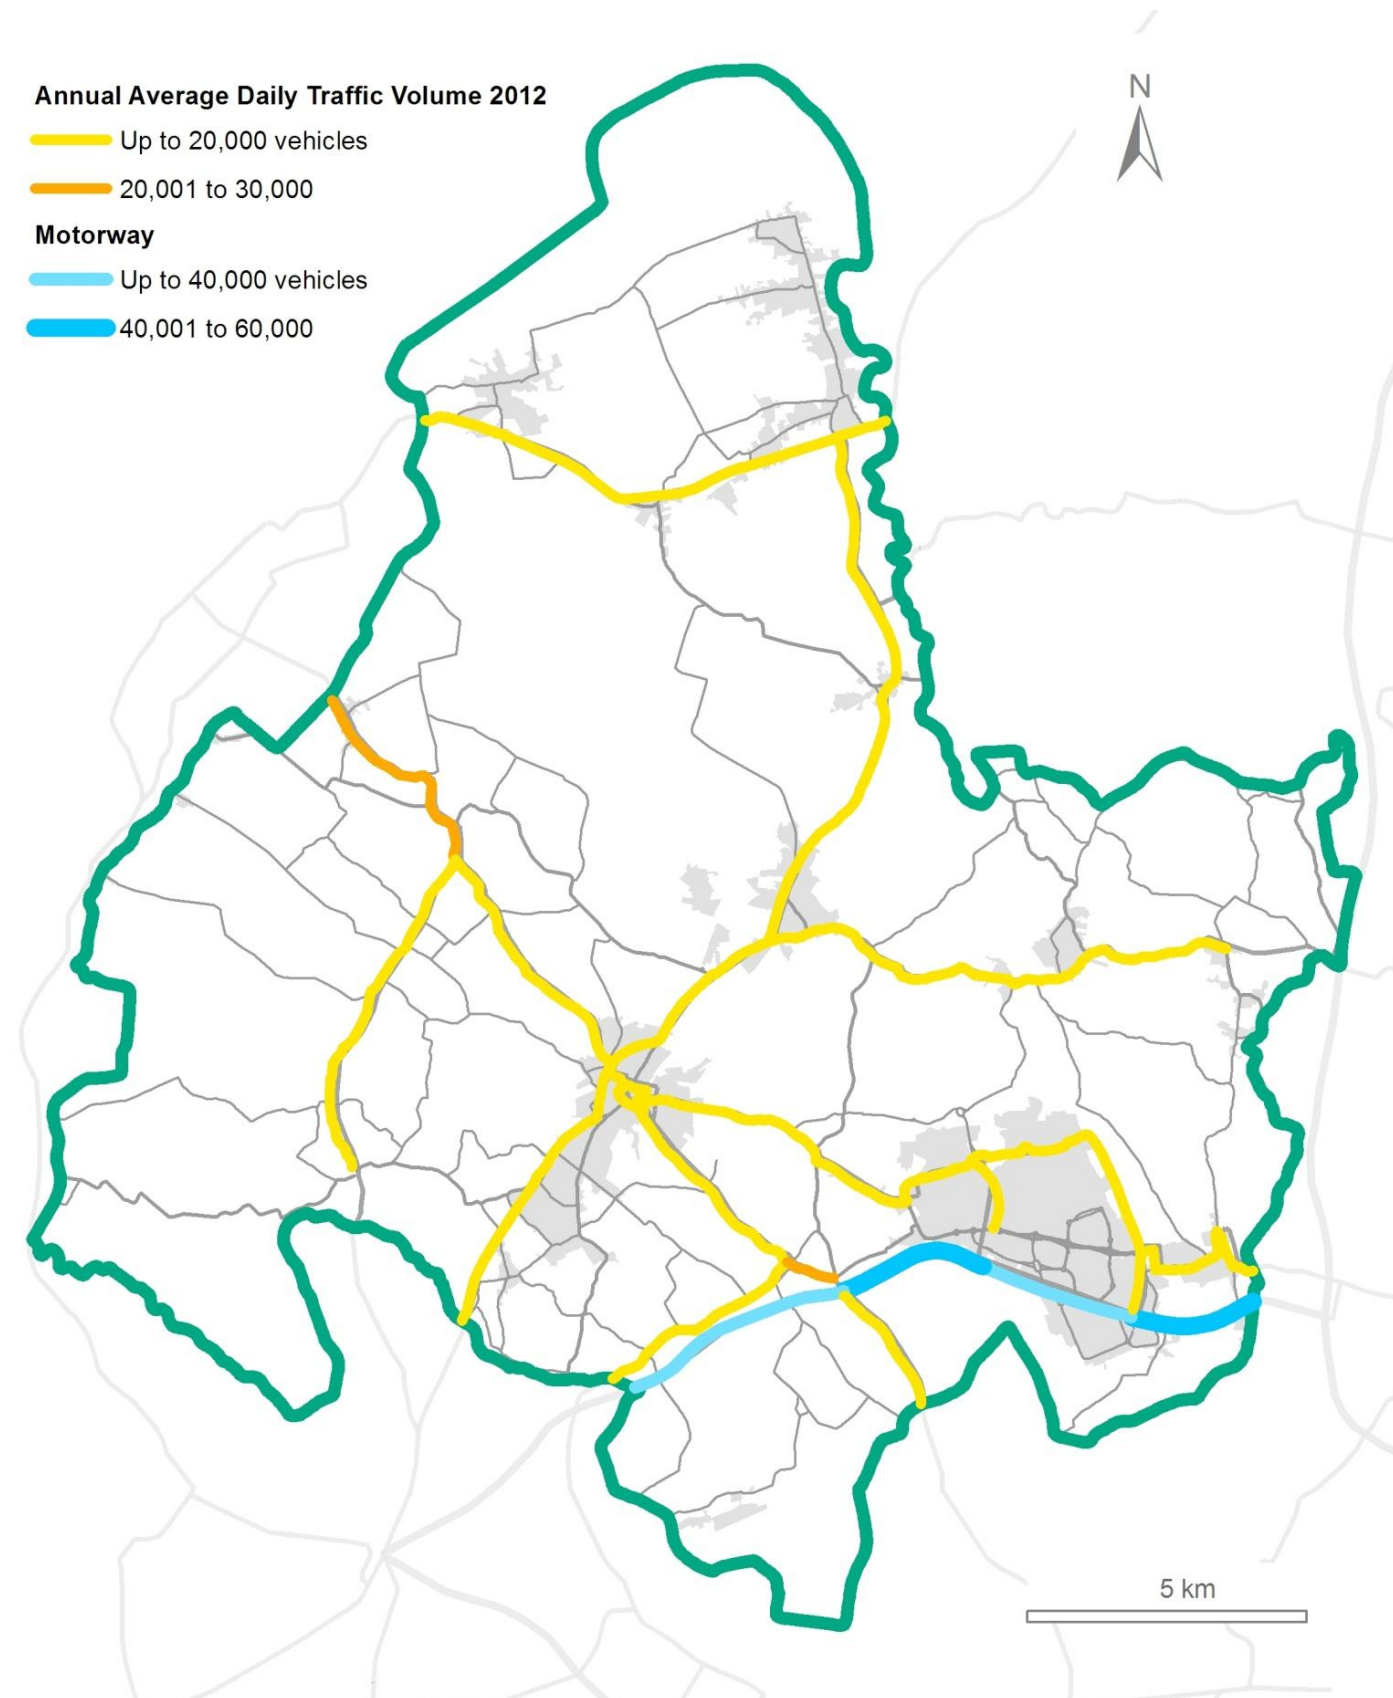 Annual Average Daily Traffic Volume 2012
Up to 20,000 vehicles
20,001 to 30,000
Motorway
Up to 40,000 vehicles
40,001 to 60,000
N
5 km